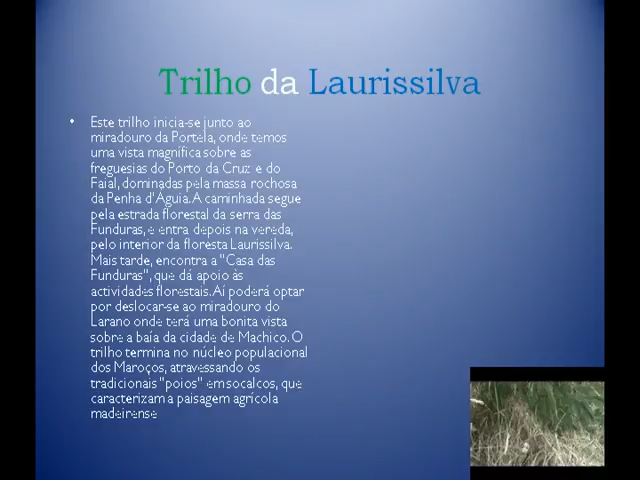 Trilho da Laurissilva
• Este trilho inicia-se junto ao
miradouro da Portela, onde temos
uma vista magnífica sobre as
freguesias do Porto da Cruz e do
Faial, dominadas pela massa rochosa
da Penha d'Águia. A caminhada segue
pela estrada florestal da serra das
Funduras, e entra depois na vereda,
pelo interior da floresta Laurissilva.
Mais tarde, encontra a "Casa das
Funduras", que dá apoio às
actividades florestais. Aí poderá optar
por deslocar-se ao miradouro do
Larano onde terá uma bonita vista
sobre a baía da cidade de Machico. O
trilho termina no núcleo populacional
dos Maroços, atravessando os
tradicionais "poios" em socalcos, que
caracterizam a paisagem agrícola
madeirense